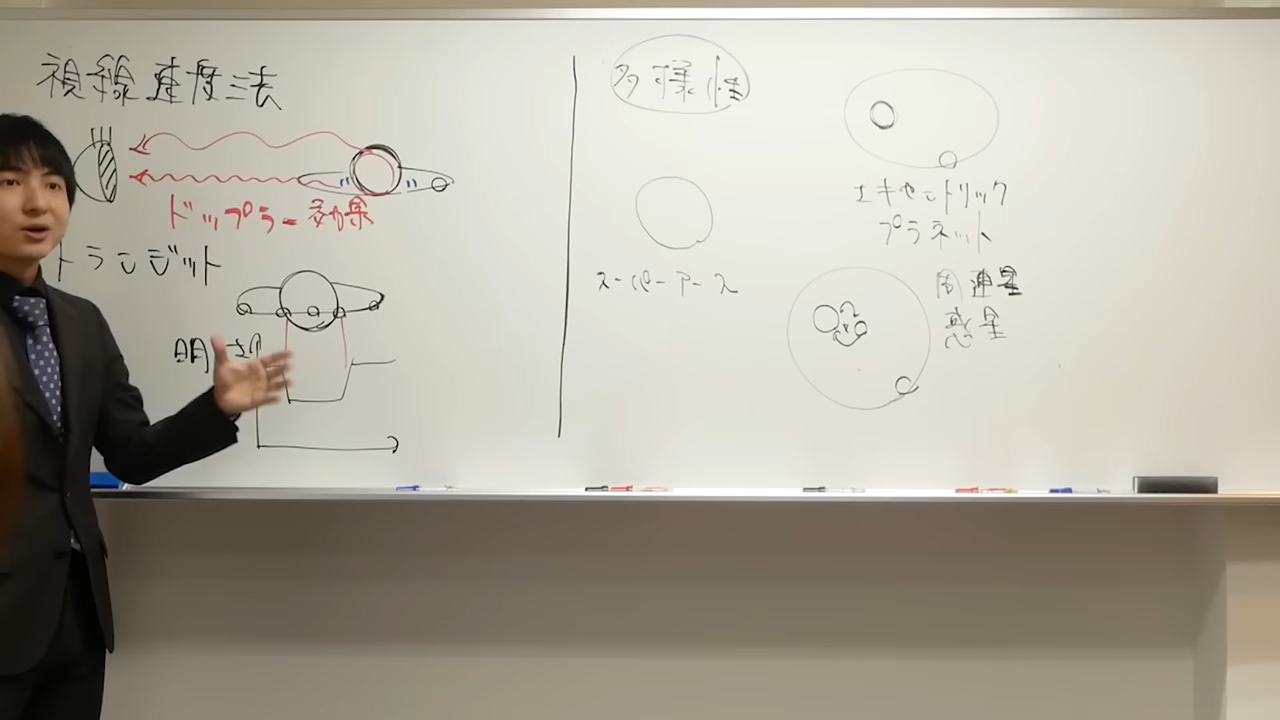 視線速度法
ドップラー効果
トランジット
明る
多様性
スーパーアース
エキセントリック
プラネット
周連星
惑星